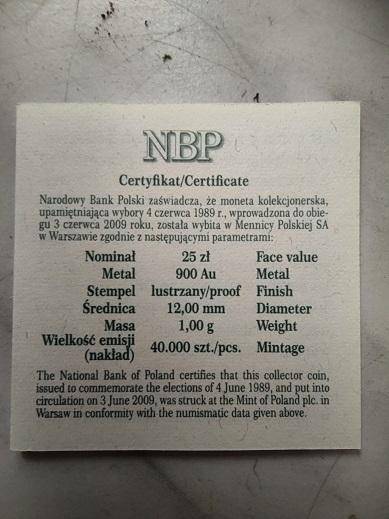 NBP
Certyfikat/Certificate
Narodowy Bank Polski zaświadcza, że moneta kolekcjonerska,
upamiętniająca wybory 4 czerwca 1989 r., wprowadzona do obie-
gu 3 czerwca 2009 roku, została wybita w Mennicy Polskiej SA
w Warszawie zgodnie z następującymi parametrami:
Nominał 25 zł Face value
Metal 900 Au Metal
Stempel lustrzany/proof Finish
Średnica 12,00 mm Diameter
Masa 1,00 g Weight
Wielkość emisji
(nakład) 40.000 szt./pcs. Mintage
The National Bank of Poland certifies that this collector coin,
issued to commemorate the elections of 4 June 1989, and put into
circulation on 3 June 2009, was struck at the Mint of Poland plc. in
Warsaw in conformity with the numismatic data given above.